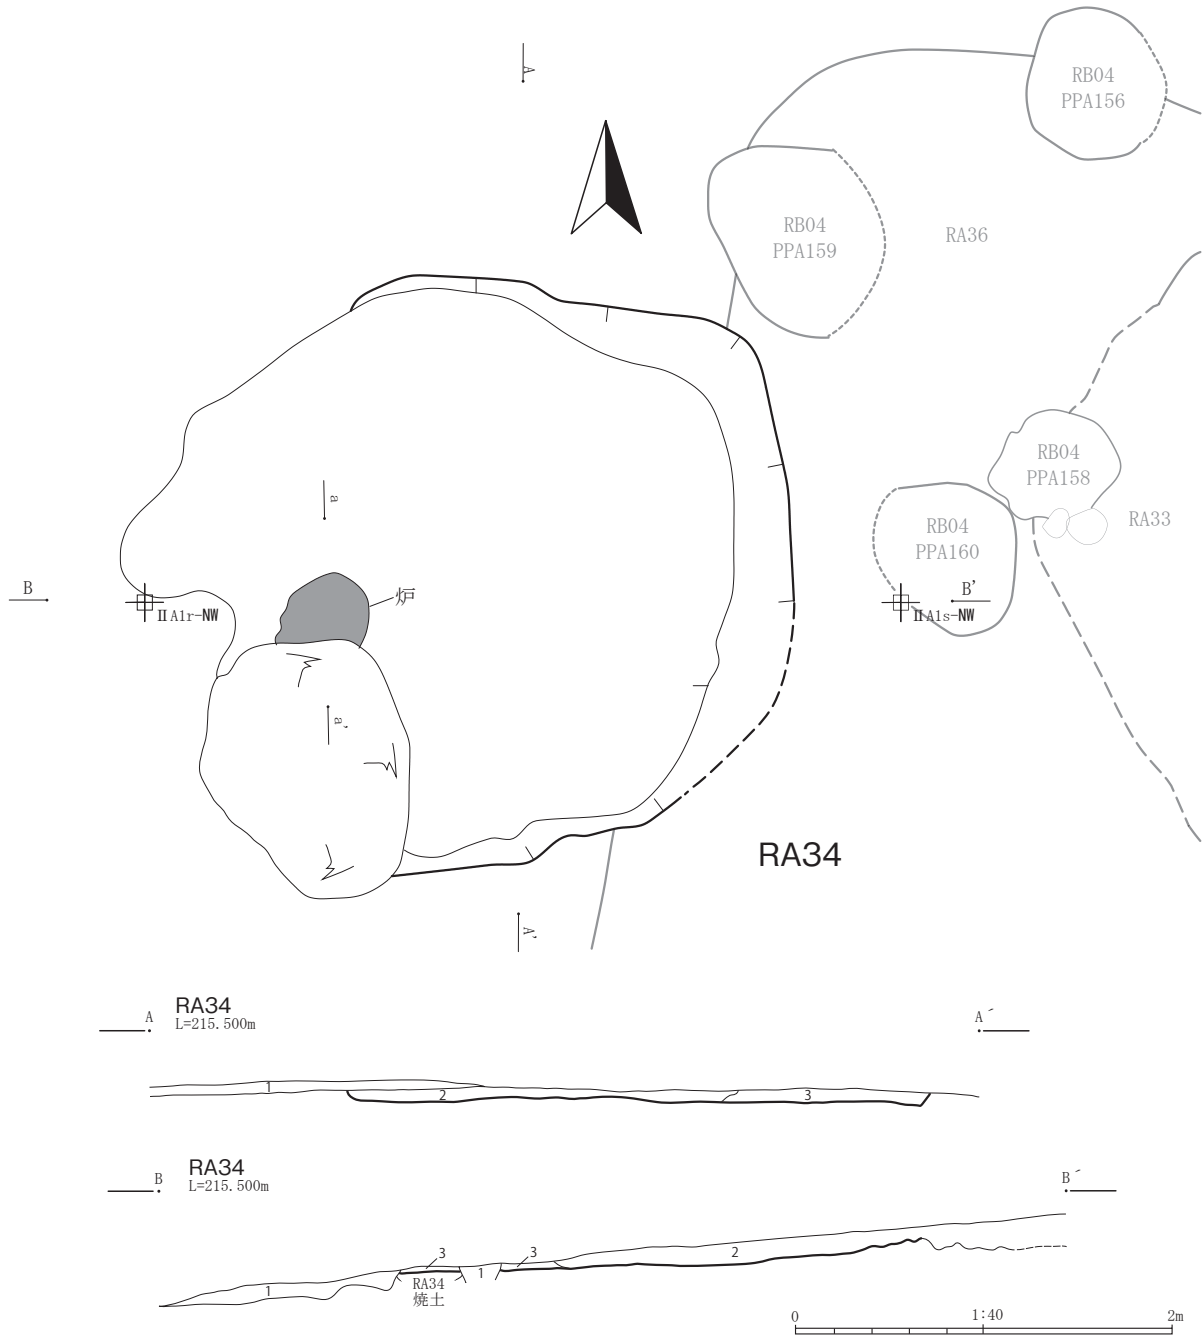 A
RB04
PPA156
RB04
PPA159
RA36
RB04
PPA158
a
RA33
RB04
PPA160
B
炉
B'
ⅡA1r-NW
ⅡA1s-NW
a'
RA34
A'
RA34
L=215.500m
A
A´
1
2
3
RA34
L=215.500m
B
B´
3
3
2
1
1
RA34
焼土
0
1:40
2m